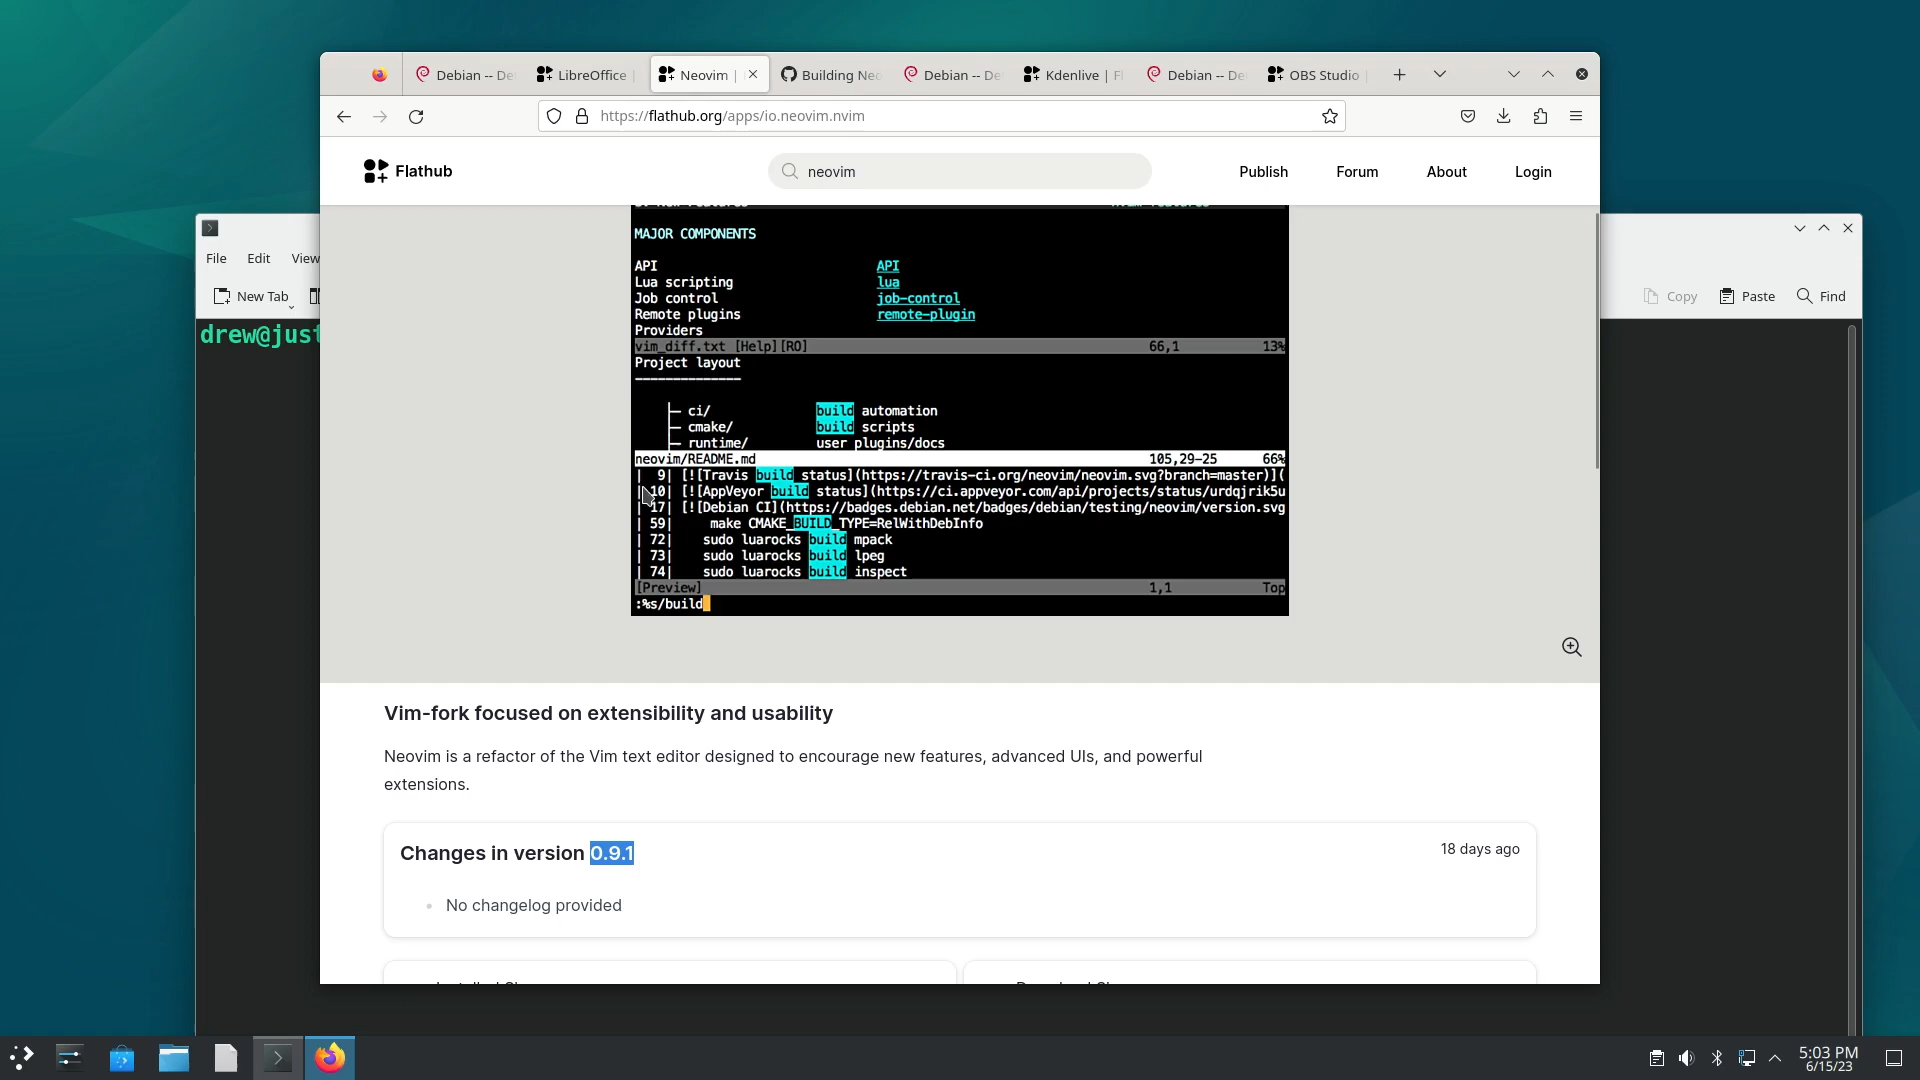 Debian -- De
LibreOffice
Neovim |
Building Neo
Debian -- De
Kdenlive | F
Debian -- De
OBS Studio
https://flathub.org/apps/io.neovim.nvim
Flathub
neovim
Publish
Forum
About
Login
File Edit View
New Tab
Copy Paste Find
drew@just
MAJOR COMPONENTS
API API
Lua scripting lua
Job control job-control
Remote plugins remote-plugin
Providers
vim_diff.txt [Help][RO] 66,1 13%
Project layout
--------------
├─ ci/ build automation
├─ cmake/ build scripts
├─ runtime/ user plugins/docs
neovim/README.md 105,29-25 66%
| 9| [![Travis build status](https://travis-ci.org/neovim/neovim.svg?branch=master)](
| 10| [![AppVeyor build status](https://ci.appveyor.com/api/projects/status/urdqjrik5u
| 17| [![Debian CI](https://badges.debian.net/badges/debian/testing/neovim/version.svg
| 59| make CMAKE_BUILD_TYPE=RelWithDebInfo
| 72| sudo luarocks build mpack
| 73| sudo luarocks build lpeg
| 74| sudo luarocks build inspect
[Preview] 1,1 Top
:%s/build
Vim-fork focused on extensibility and usability
Neovim is a refactor of the Vim text editor designed to encourage new features, advanced UIs, and powerful
extensions.
Changes in version 0.9.1
18 days ago
• No changelog provided
5:03 PM
6/15/23